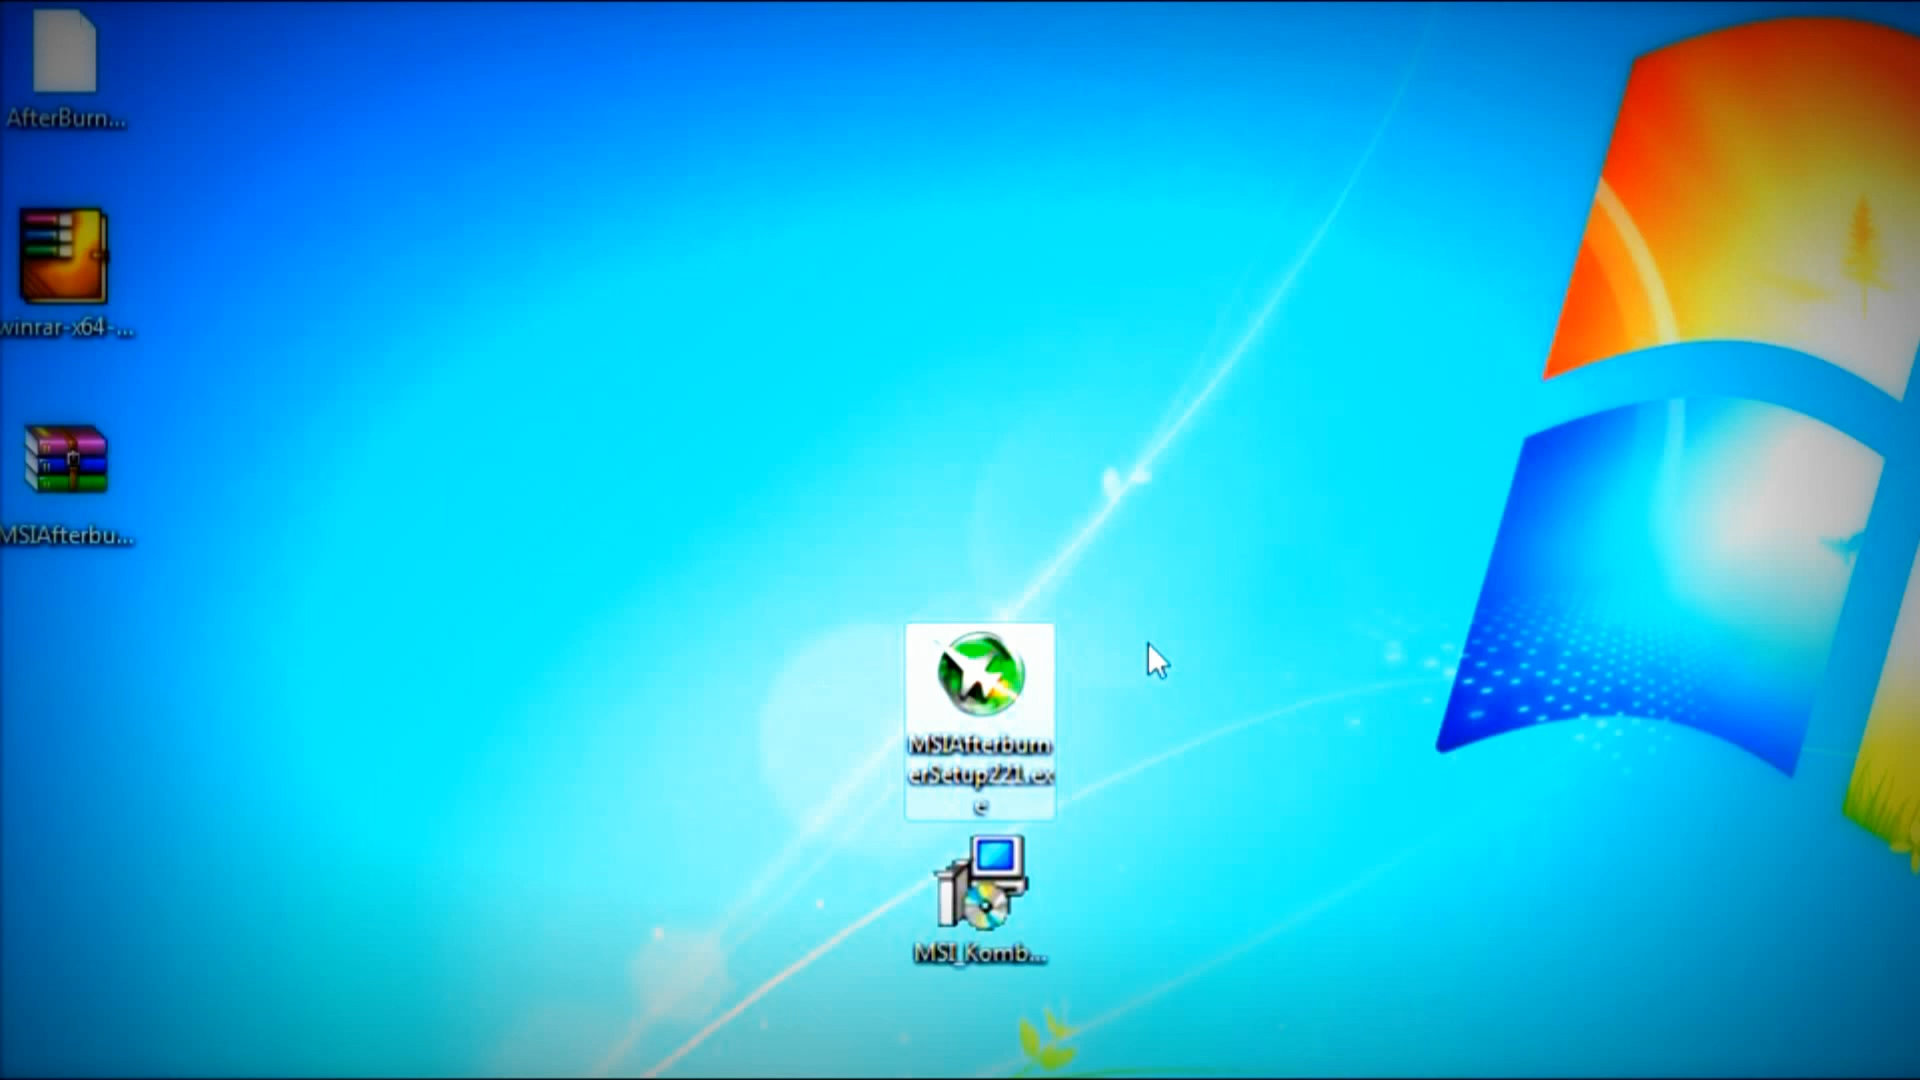 AfterBurn...
winrar-x64-...
MSIAfterbu...
MSIAfterburn
erSetup221.ex
e
MSI_Komb...